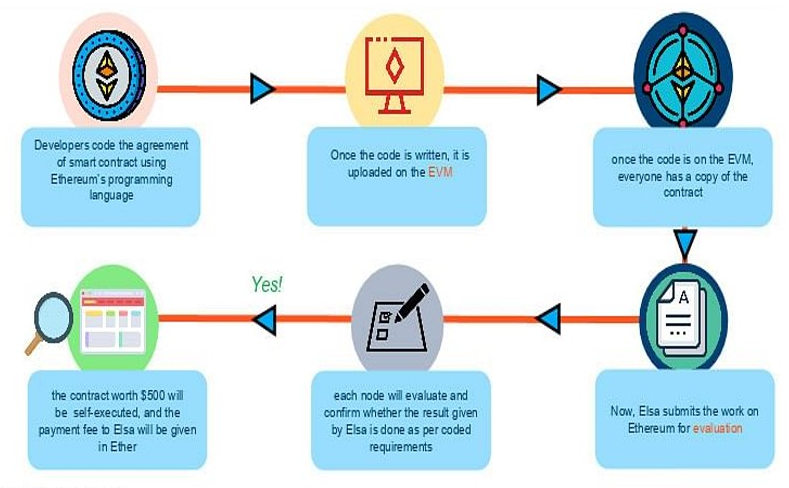 Developers code the agreement
of smart contract using
Ethereum's programming
language
Once the code is written, it is
uploaded on the EVM
once the code is on the EVM,
everyone has a copy of the
contract
A
Now, Elsa submits the work on
Ethereum for evaluation
each node will evaluate and
confirm whether the result given
by Elsa is done as per coded
requirements
Yes!
the contract worth $500 will
be self-executed, and the
payment fee to Elsa will be given
in Ether